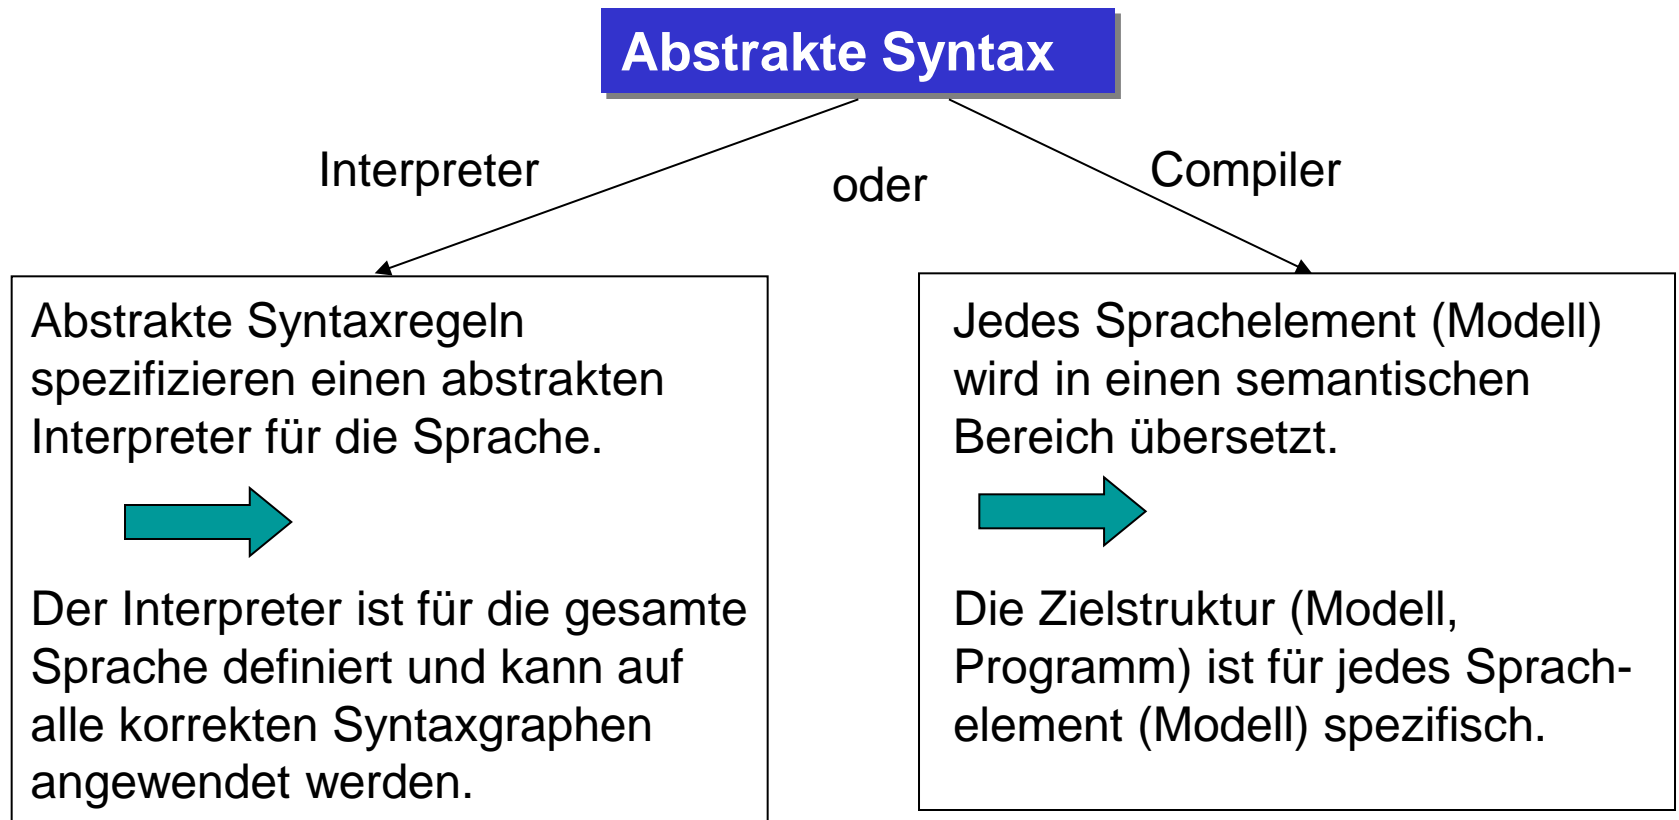 Abstrakte Syntax
Interpreter
oder
Compiler
Abstrakte Syntaxregeln
spezifizieren einen abstrakten
Interpreter für die Sprache.
Der Interpreter ist für die gesamte
Sprache definiert und kann auf
alle korrekten Syntaxgraphen
angewendet werden.
Jedes Sprachelement (Modell)
wird in einen semantischen
Bereich übersetzt.
Die Zielstruktur (Modell,
Programm) ist für jedes Sprach-
element (Modell) spezifisch.